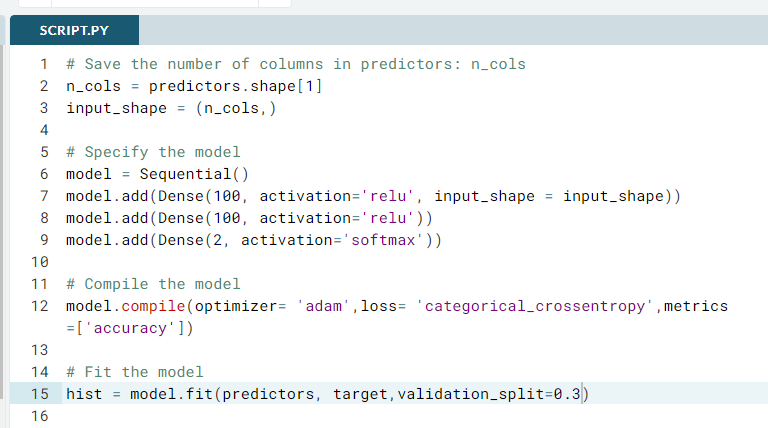 SCRIPT.PY
1 # Save the number of columns in predictors: n_cols
2 n_cols = predictors.shape[1]
3 input_shape = (n_cols,)
4
5 # Specify the model
6 model = Sequential()
7 model.add(Dense(100, activation='relu', input_shape = input_shape))
8 model.add(Dense(100, activation='relu'))
9 model.add(Dense(2, activation='softmax'))
10
11 # Compile the model
12 model.compile(optimizer= 'adam',loss= 'categorical_crossentropy',metrics
=['accuracy'])
13
14 # Fit the model
15 hist = model.fit(predictors, target,validation_split=0.3)
16